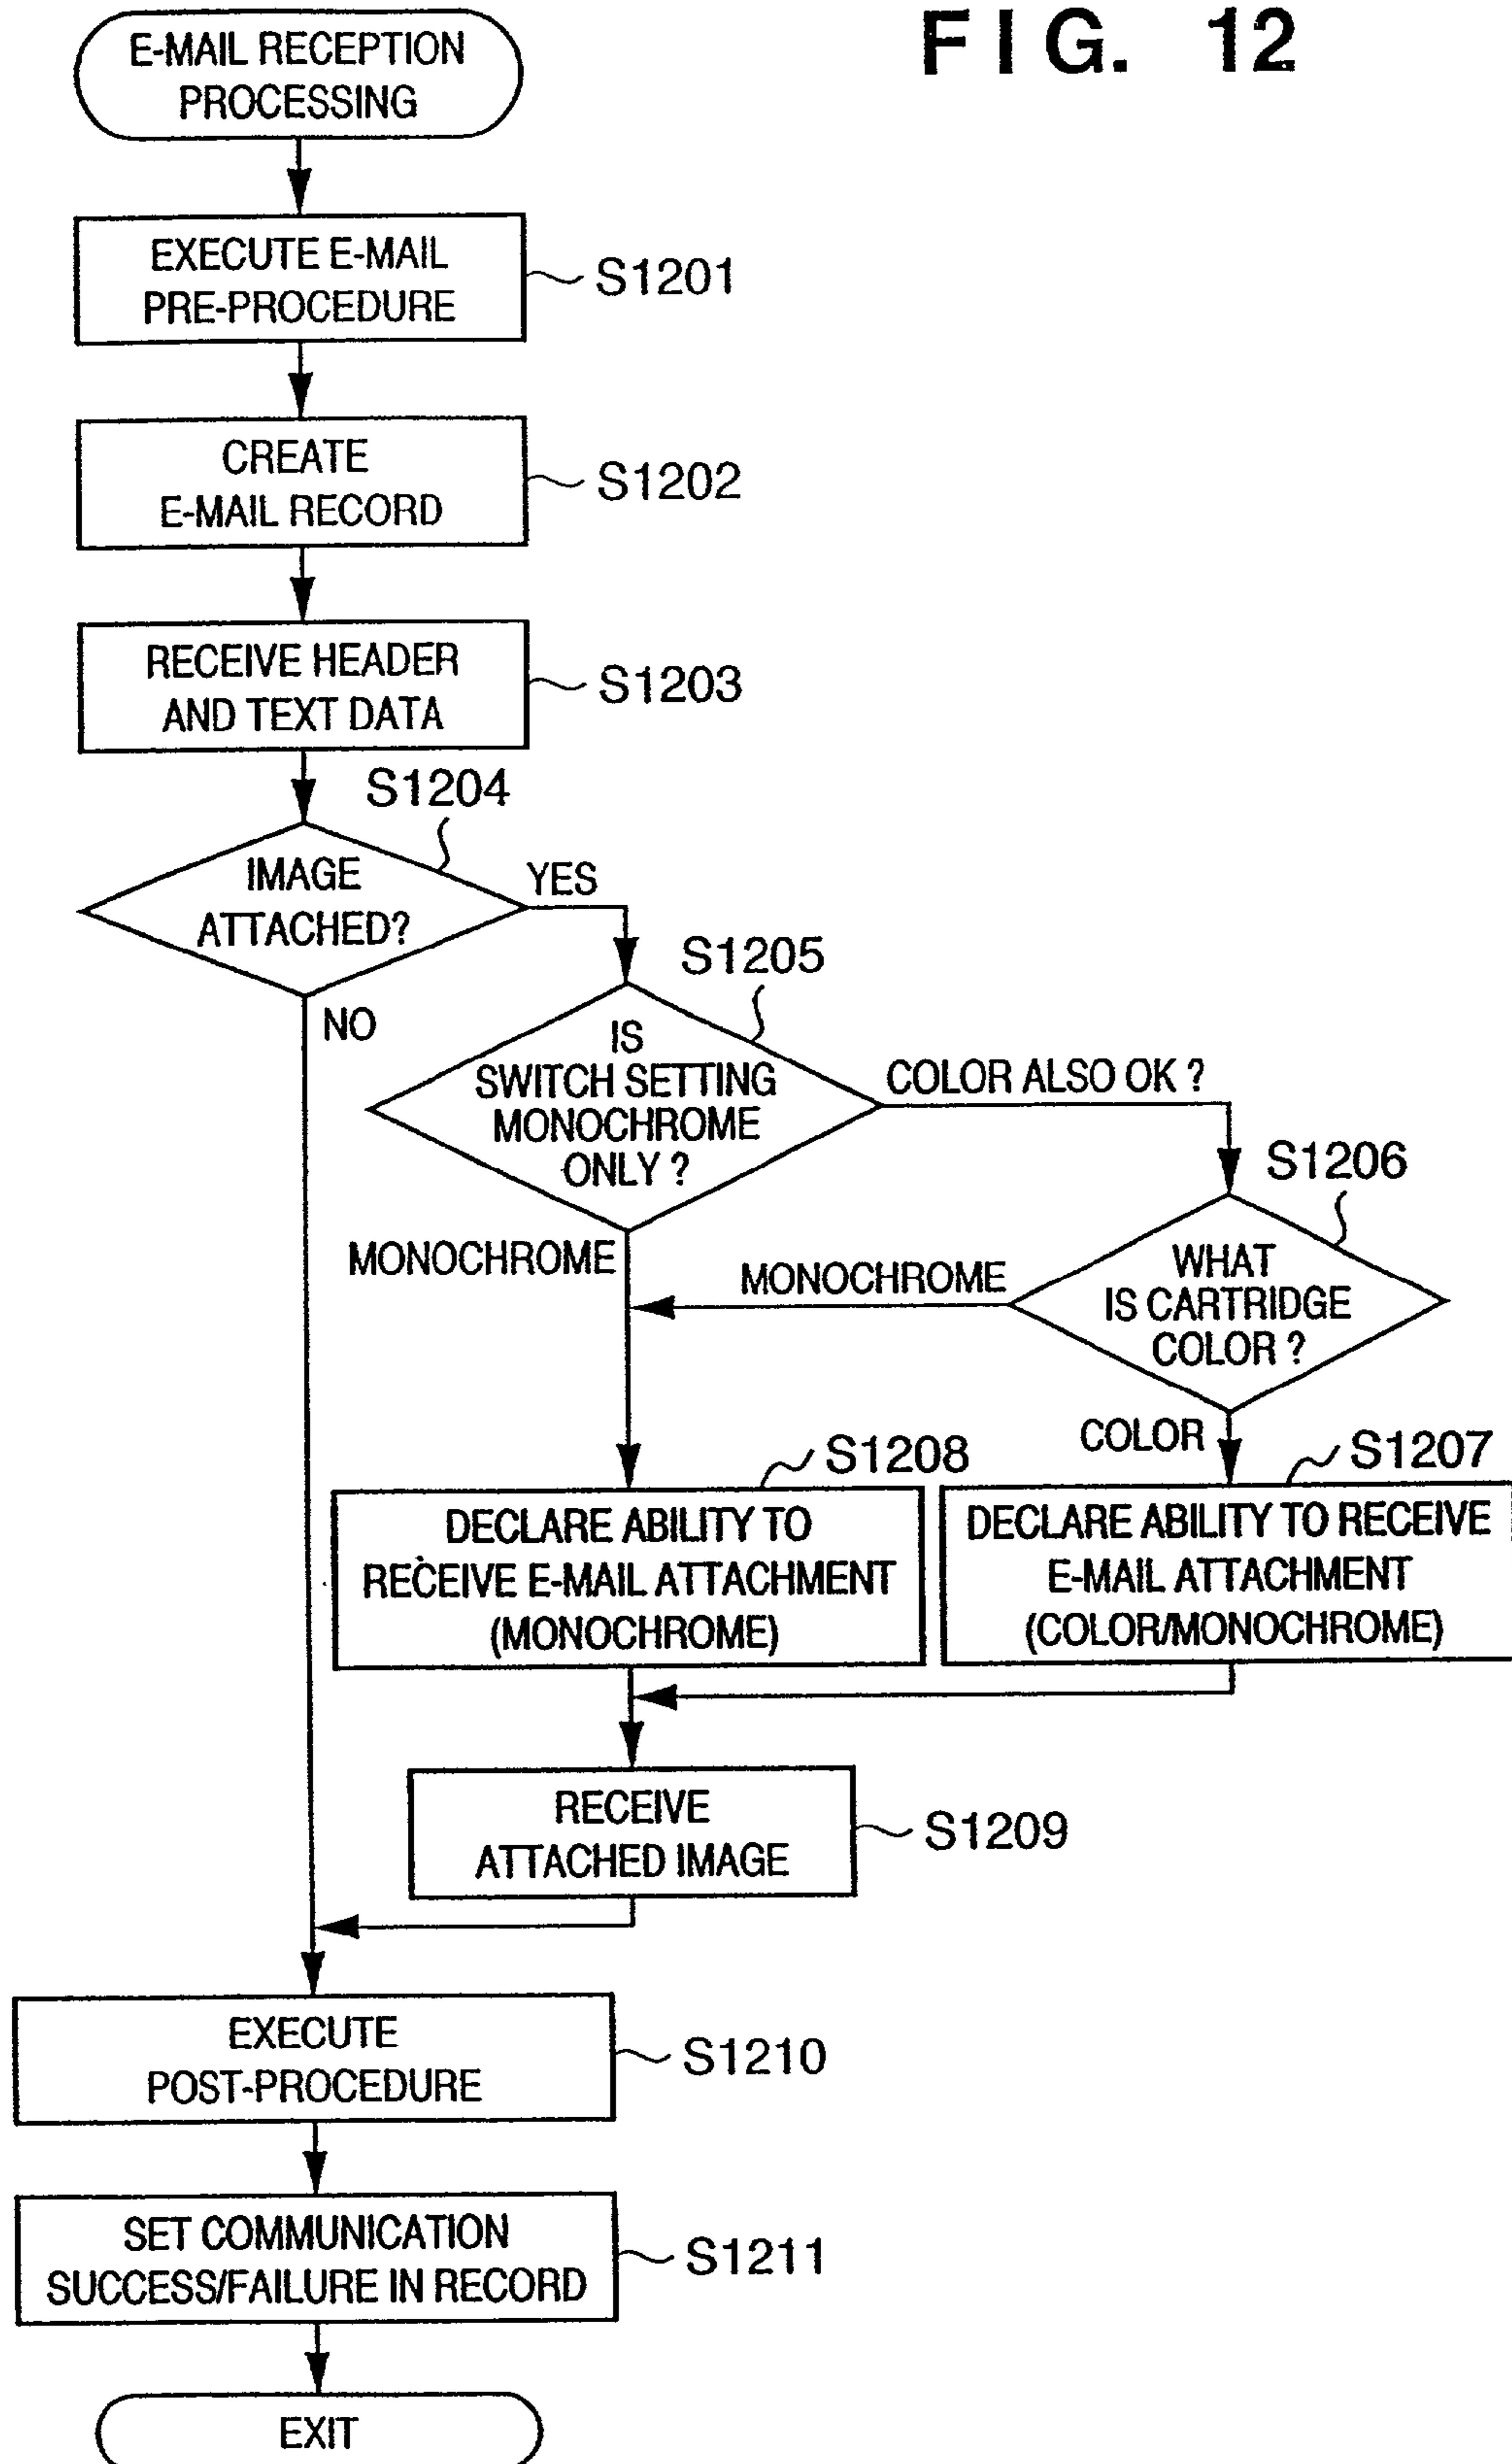 FIG. 12
E-MAIL RECEPTION
PROCESSING
EXECUTE E-MAIL
PRE-PROCEDURE
S1201
CREATE
E-MAIL RECORD
S1202
RECEIVE HEADER
AND TEXT DATA
S1203
S1204
IMAGE
ATTACHED?
YES
NO
S1205
IS
SWITCH SETTING
MONOCHROME
ONLY ?
COLOR ALSO OK ?
MONOCHROME
S1206
WHAT
IS CARTRIDGE
COLOR ?
MONOCHROME
COLOR
S1208
DECLARE ABILITY TO
RECEIVE E-MAIL ATTACHMENT
(MONOCHROME)
S1207
DECLARE ABILITY TO RECEIVE
E-MAIL ATTACHMENT
(COLOR/MONOCHROME)
RECEIVE
ATTACHED IMAGE
S1209
EXECUTE
POST-PROCEDURE
S1210
SET COMMUNICATION
SUCCESS/FAILURE IN RECORD
S1211
EXIT